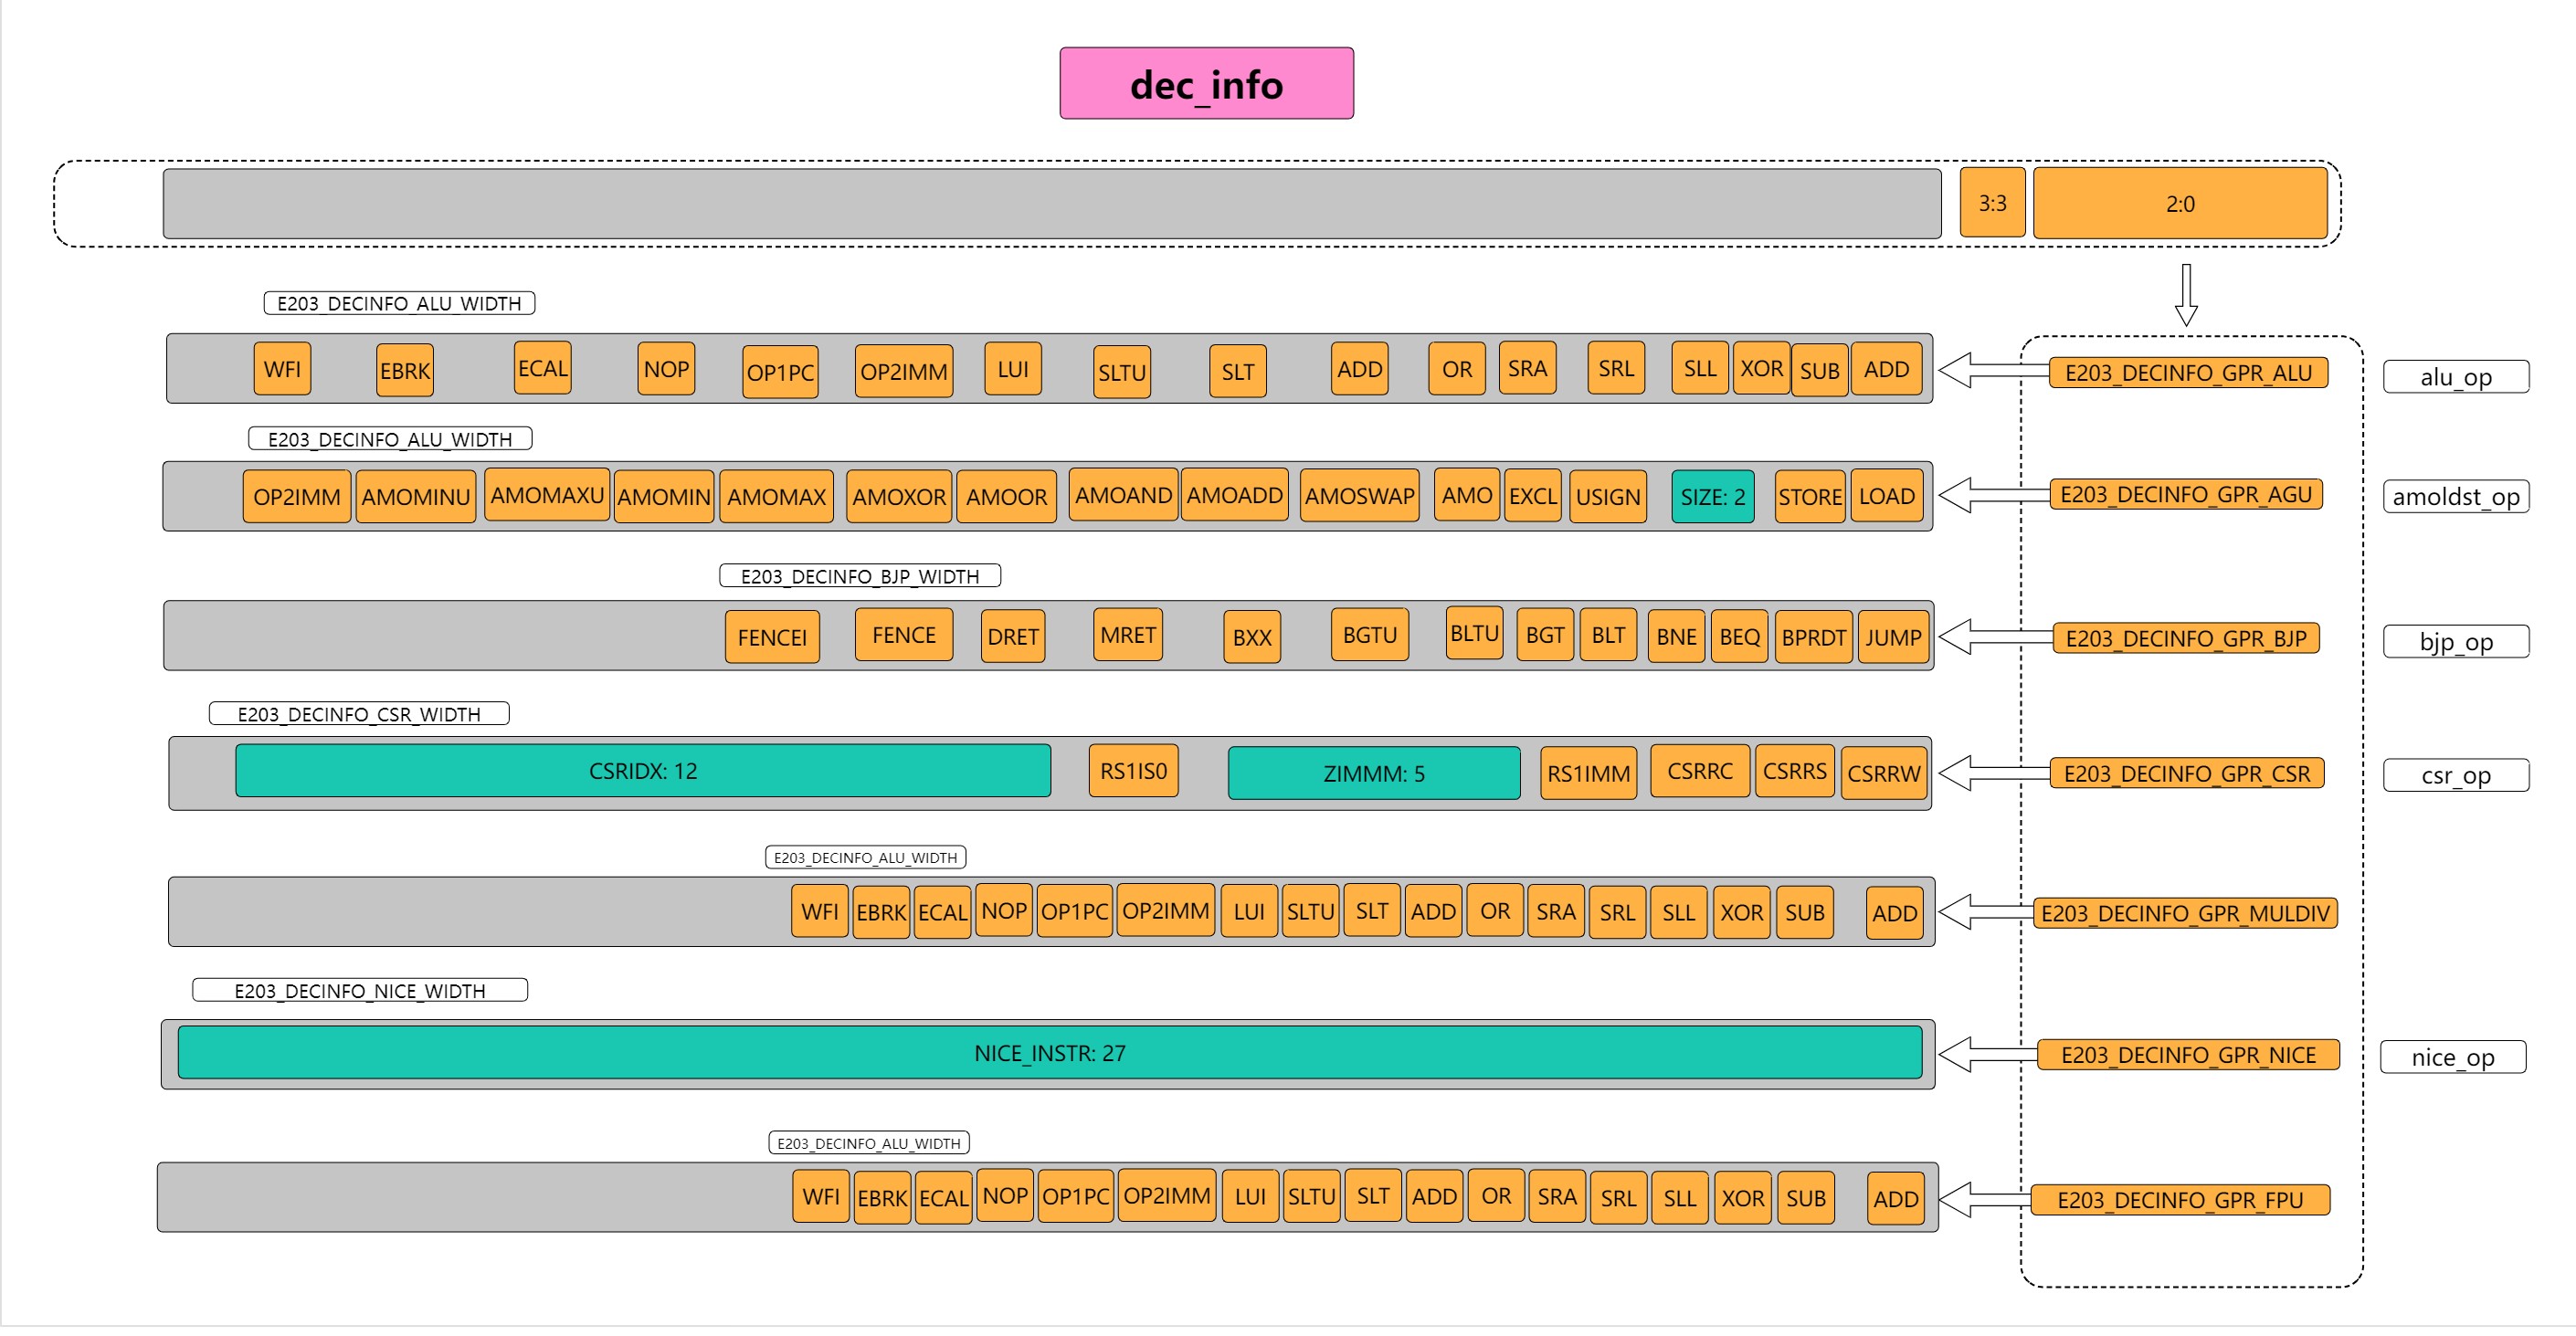 dec_info
3:3 2:0
E203_DECINFO_ALU_WIDTH
WFI EBRK ECAL NOP OP1PC OP2IMM LUI SLTU SLT ADD OR SRA SRL SLL XOR SUB ADD E203_DECINFO_GPR_ALU alu_op
E203_DECINFO_ALU_WIDTH
OP2IMM AMOMINU AMOMAXU AMOMIN AMOMAX AMOXOR AMOOR AMOAND AMOADD AMOSWAP AMO EXCL USIGN SIZE: 2 STORE LOAD E203_DECINFO_GPR_AGU amoldst_op
E203_DECINFO_BJP_WIDTH
FENCEI FENCE DRET MRET BXX BGTU BLTU BGT BLT BNE BEQ BPRDT JUMP E203_DECINFO_GPR_BJP bjp_op
E203_DECINFO_CSR_WIDTH
CSRIDX: 12 RS1IS0 ZIMMM: 5 RS1IMM CSRRC CSRRS CSRRW E203_DECINFO_GPR_CSR csr_op
E203_DECINFO_ALU_WIDTH
WFI EBRK ECAL NOP OP1PC OP2IMM LUI SLTU SLT ADD OR SRA SRL SLL XOR SUB ADD E203_DECINFO_GPR_MULDIV
E203_DECINFO_NICE_WIDTH
NICE_INSTR: 27 E203_DECINFO_GPR_NICE nice_op
E203_DECINFO_ALU_WIDTH
WFI EBRK ECAL NOP OP1PC OP2IMM LUI SLTU SLT ADD OR SRA SRL SLL XOR SUB ADD E203_DECINFO_GPR_FPU